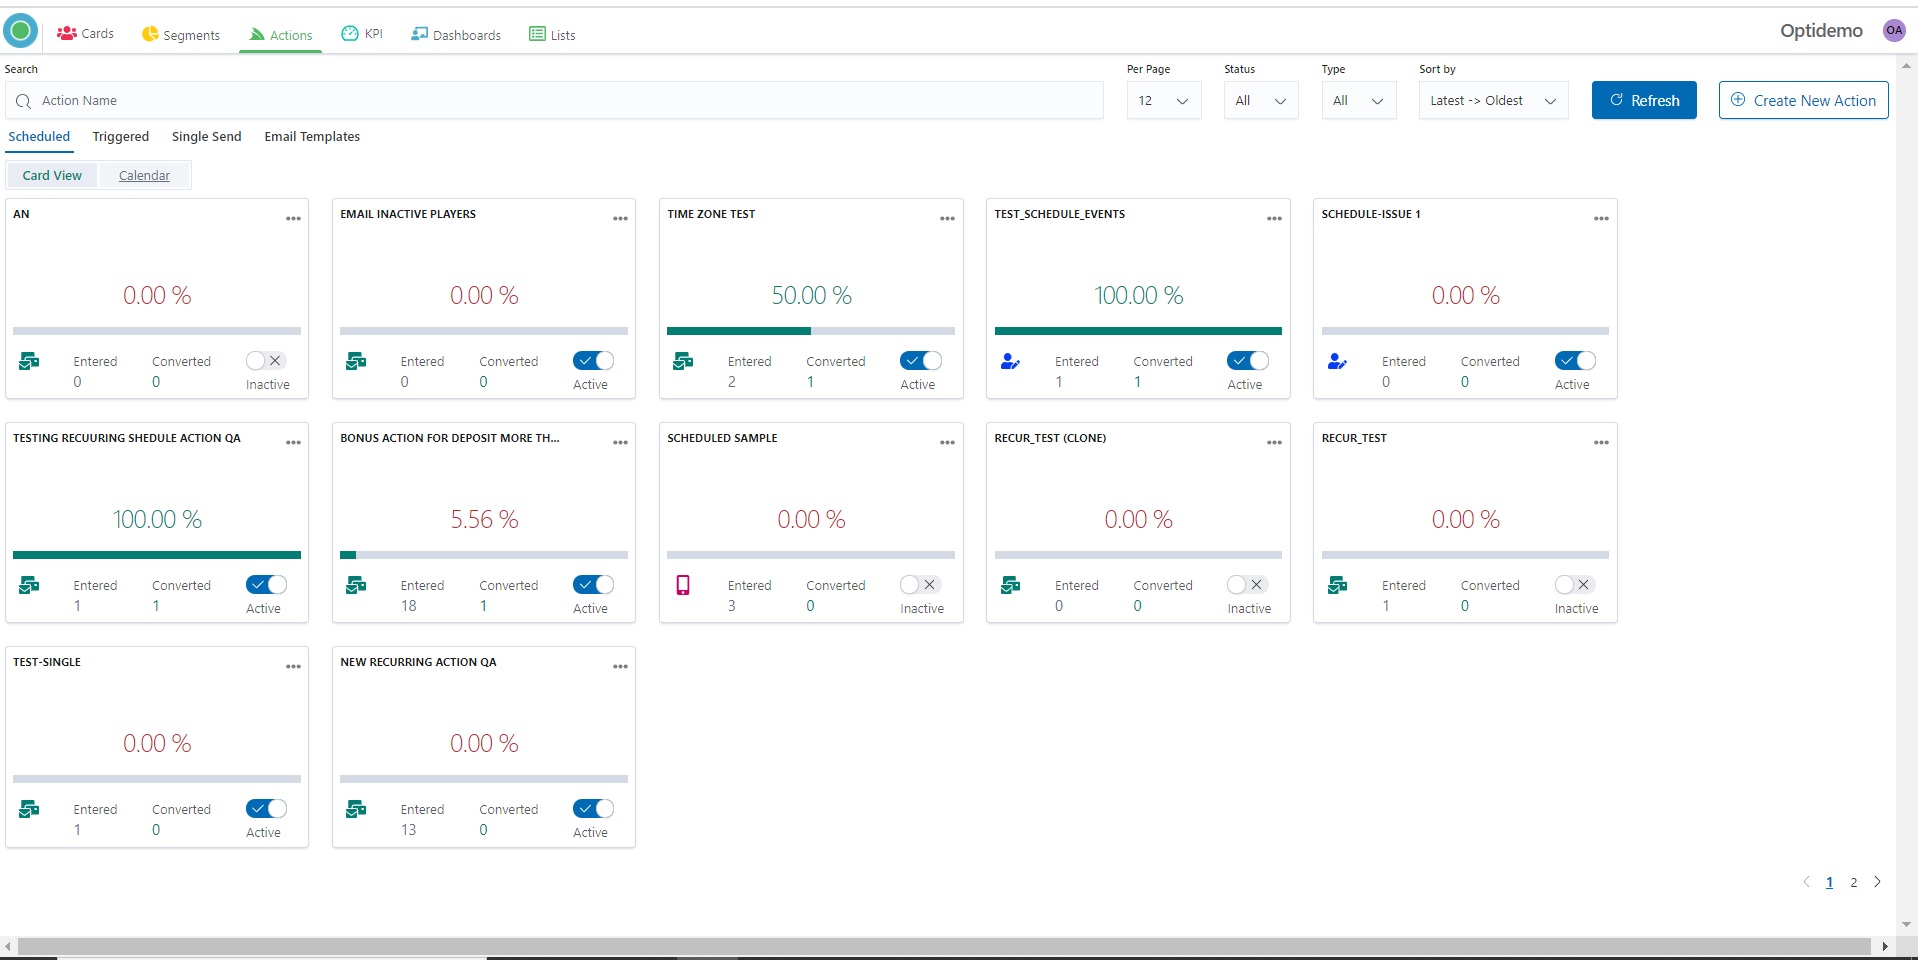 Cards Segments Actions KPI Dashboards Lists Optidemo OA
Search Per Page Status Type Sort by
Action Name 12 All All Latest -> Oldest Refresh Create New Action
Scheduled Triggered Single Send Email Templates
Card View Calendar
AN
0.00 %
Entered Converted
0 0 Inactive
EMAIL INACTIVE PLAYERS
0.00 %
Entered Converted
0 0 Active
TIME ZONE TEST
50.00 %
Entered Converted
2 1 Active
TEST_SCHEDULE_EVENTS
100.00 %
Entered Converted
1 1 Active
SCHEDULE-ISSUE 1
0.00 %
Entered Converted
0 0 Active
TESTING RECUURING SHEDULE ACTION QA
100.00 %
Entered Converted
1 1 Active
BONUS ACTION FOR DEPOSIT MORE TH...
5.56 %
Entered Converted
18 1 Active
SCHEDULED SAMPLE
0.00 %
Entered Converted
3 0 Inactive
RECUR_TEST (CLONE)
0.00 %
Entered Converted
0 0 Inactive
RECUR_TEST
0.00 %
Entered Converted
1 0 Inactive
TEST-SINGLE
0.00 %
Entered Converted
1 0 Active
NEW RECURRING ACTION QA
0.00 %
Entered Converted
13 0 Active
1 2